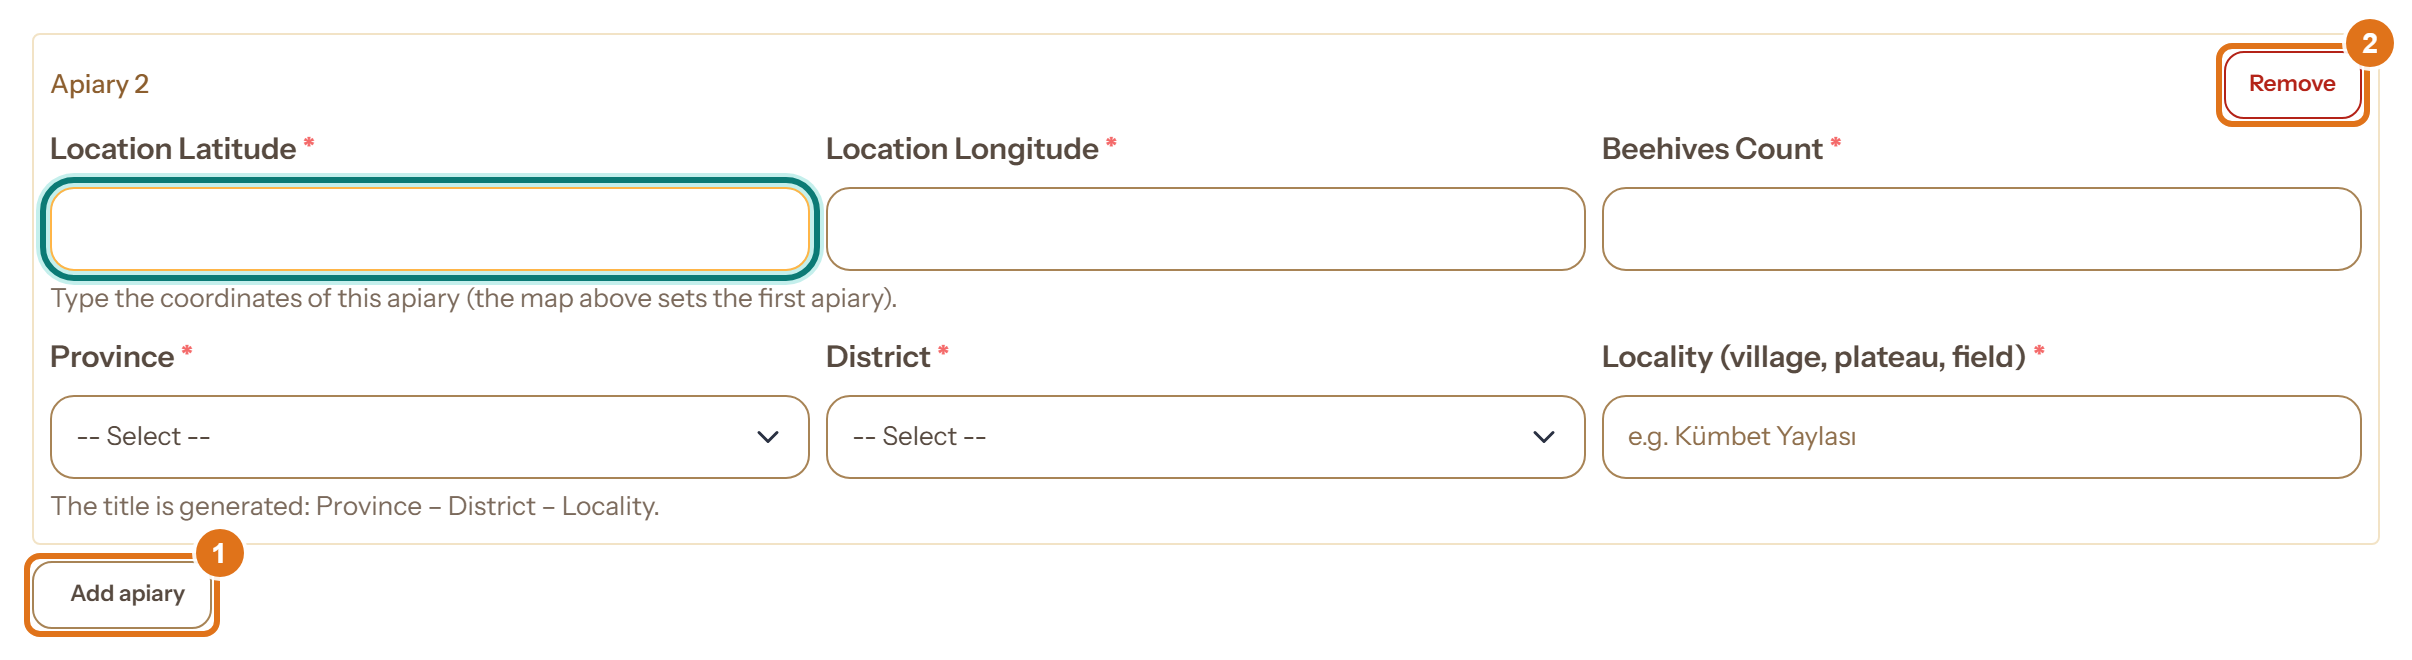 Apiary 2
Remove
2
Location Latitude *
Location Longitude *
Beehives Count *
Type the coordinates of this apiary (the map above sets the first apiary).
Province *
District *
Locality (village, plateau, field) *
-- Select --
-- Select --
e.g. Kümbet Yaylası
The title is generated: Province – District – Locality.
1
Add apiary